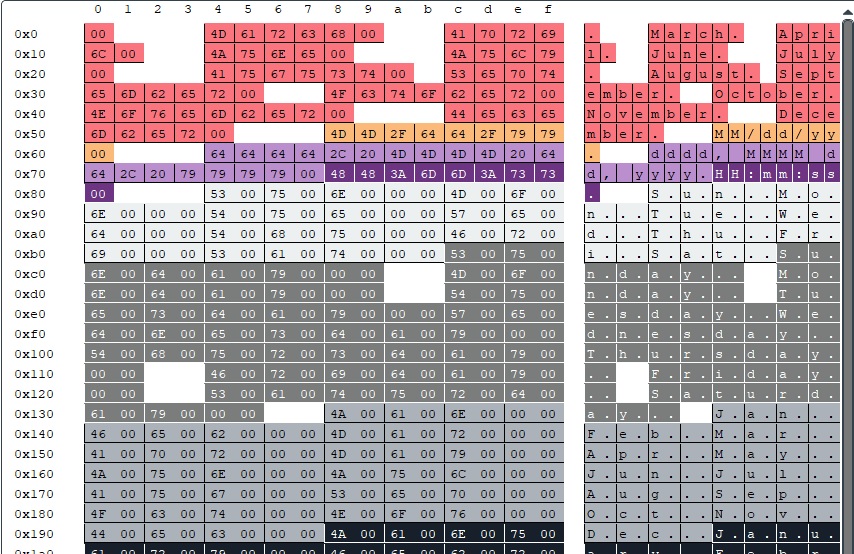 0 1 2 3 4 5 6 7 8 9 a b c d e f
0x0 00 4D 61 72 63 68 00 41 70 72 69 . March. Apri
0x10 6C 00 4A 75 6E 65 00 4A 75 6C 79 l. June. July
0x20 00 41 75 67 75 73 74 00 53 65 70 74 . August. Sept
0x30 65 6D 62 65 72 00 4F 63 74 6F 62 65 72 00 ember. October.
0x40 4E 6F 76 65 6D 62 65 72 00 44 65 63 65 November. Dece
0x50 6D 62 65 72 00 4D 4D 2F 64 64 2F 79 79 mber. MM/dd/yy
0x60 00 64 64 64 64 2C 20 4D 4D 4D 4D 20 64 . dddd, MMMM d
0x70 64 2C 20 79 79 79 79 00 48 48 3A 6D 6D 3A 73 73 d, yyyy.HH:mm:ss
0x80 00 53 00 75 00 6E 00 00 00 4D 00 6F 00 . S.u.n...M.o.
0x90 6E 00 00 00 54 00 75 00 65 00 00 00 57 00 65 00 n...T.u.e...W.e.
0xa0 64 00 00 00 54 00 68 00 75 00 00 00 46 00 72 00 d...T.h.u...F.r.
0xb0 69 00 00 00 53 00 61 00 74 00 00 00 53 00 75 00 i...S.a.t...S.u.
0xc0 6E 00 64 00 61 00 79 00 00 00 4D 00 6F 00 n.d.a.y... M.o.
0xd0 6E 00 64 00 61 00 79 00 00 00 54 00 75 00 n.d.a.y... T.u.
0xe0 65 00 73 00 64 00 61 00 79 00 00 00 57 00 65 00 e.s.d.a.y...W.e.
0xf0 64 00 6E 00 65 00 73 00 64 00 61 00 79 00 00 00 d.n.e.s.d.a.y...
0x100 54 00 68 00 75 00 72 00 73 00 64 00 61 00 79 00 T.h.u.r.s.d.a.y.
0x110 00 00 46 00 72 00 69 00 64 00 61 00 79 00 .. F.r.i.d.a.y.
0x120 00 00 53 00 61 00 74 00 75 00 72 00 64 00 .. S.a.t.u.r.d.
0x130 61 00 79 00 00 00 4A 00 61 00 6E 00 00 00 a.y... J.a.n...
0x140 46 00 65 00 62 00 00 00 4D 00 61 00 72 00 00 00 F.e.b...M.a.r...
0x150 41 00 70 00 72 00 00 00 4D 00 61 00 79 00 00 00 A.p.r...M.a.y...
0x160 4A 00 75 00 6E 00 00 00 4A 00 75 00 6C 00 00 00 J.u.n...J.u.l...
0x170 41 00 75 00 67 00 00 00 53 00 65 00 70 00 00 00 A.u.g...S.e.p...
0x180 4F 00 63 00 74 00 00 00 4E 00 6F 00 76 00 00 00 O.c.t...N.o.v...
0x190 44 00 65 00 63 00 00 00 4A 00 61 00 6E 00 75 00 D.e.c...J.a.n.u.